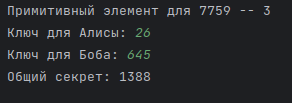 Примитивный элемент для 7759 -- 3
Ключ для Алисы: 26
Ключ для Боба: 645
Общий секрет: 1388